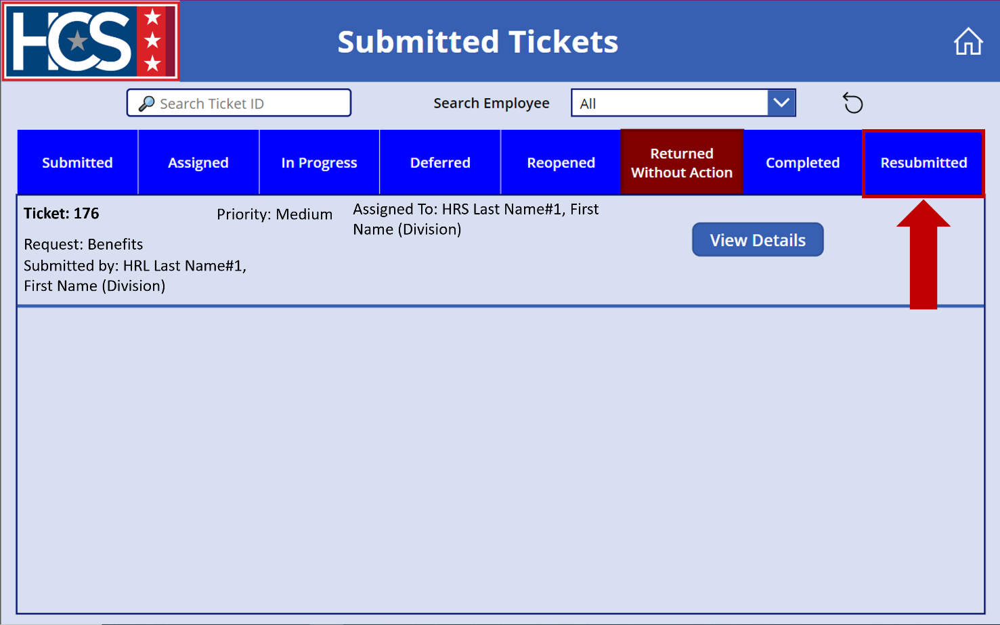 HCS
Submitted Tickets
Search Ticket ID
Search Employee
All
Submitted
Assigned
In Progress
Deferred
Reopened
Returned
Without Action
Completed
Resubmitted
Ticket: 176
Priority: Medium
Assigned To: HRS Last Name#1, First
Name (Division)
View Details
Request: Benefits
Submitted by: HRL Last Name#1,
First Name (Division)